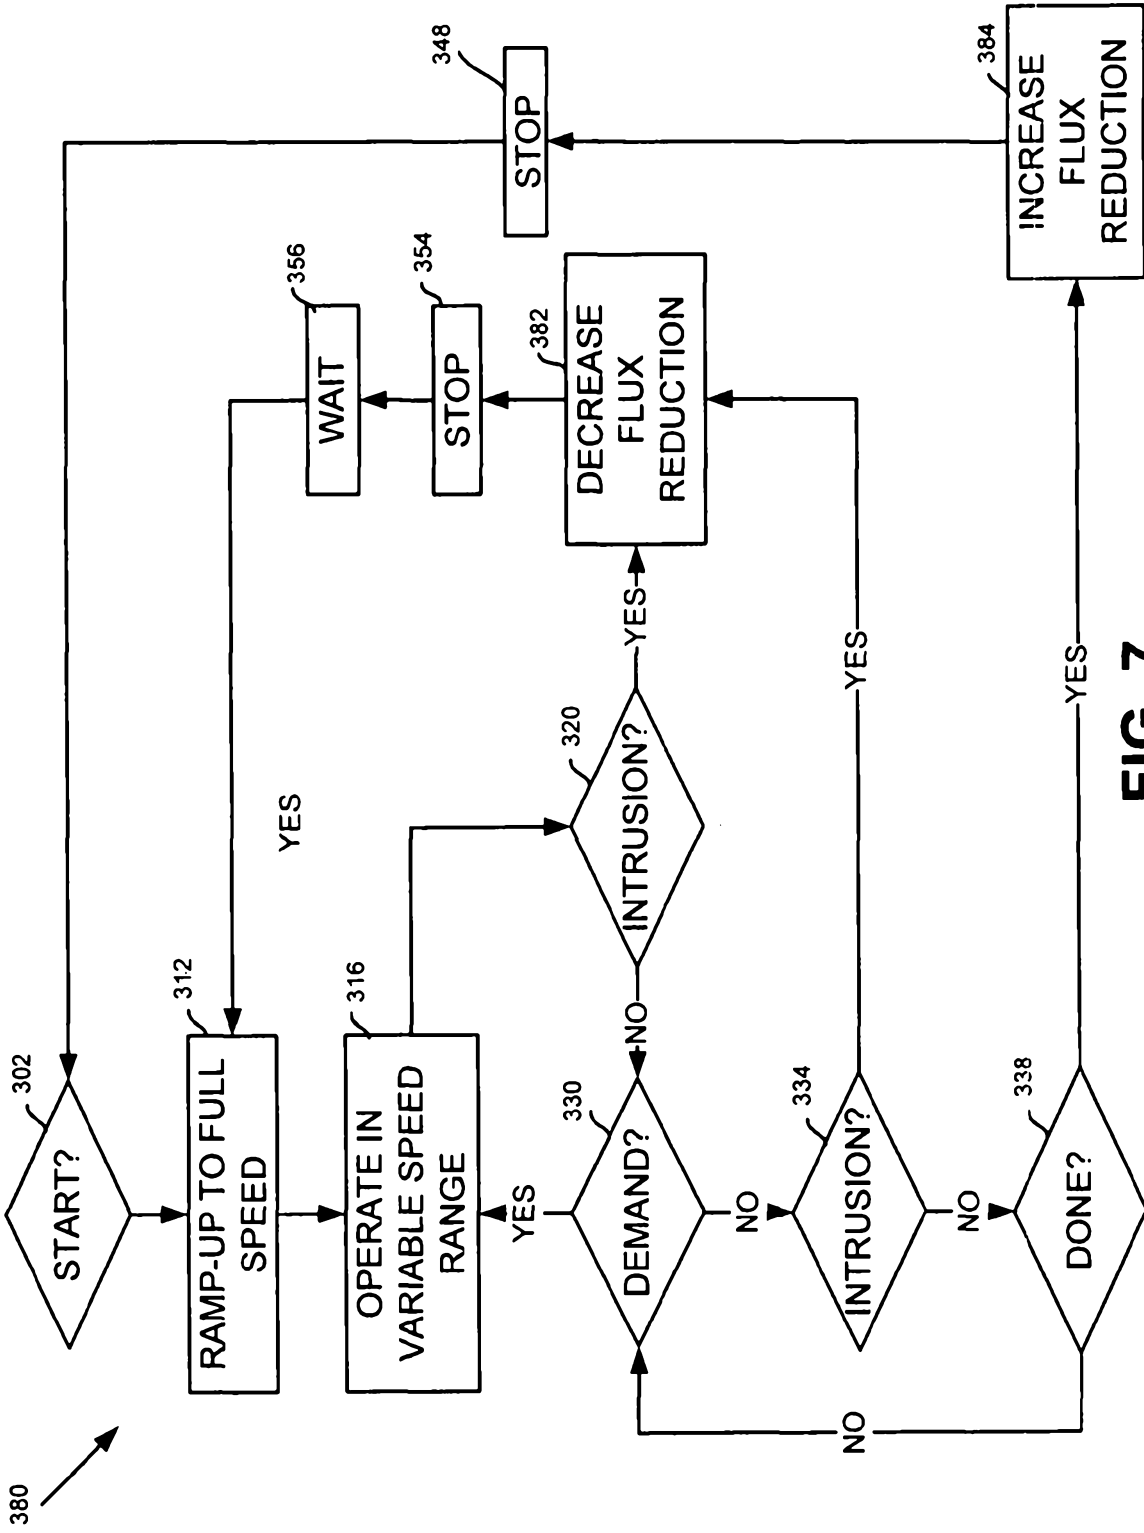 380
START?
302
RAMP-UP TO FULL
SPEED
312
YES
OPERATE IN
VARIABLE SPEED
RANGE
316
INTRUSION?
320
YES
NO
DECREASE
FLUX
REDUCTION
382
STOP
354
WAIT
356
DEMAND?
330
YES
NO
INTRUSION?
334
YES
NO
DONE?
338
NO
YES
INCREASE
FLUX
REDUCTION
384
STOP
348
FIG. 7